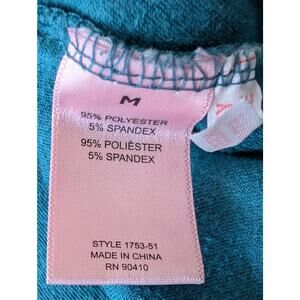 M
95% POLYESTER
5% SPANDEX
95% POLIÉSTER
5% SPANDEX
STYLE 1753-51
MADE IN CHINA
RN 90410